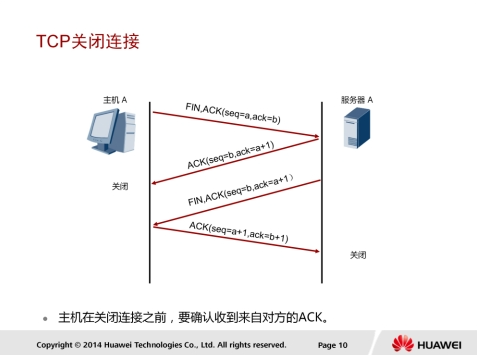 TCP关闭连接
主机 A
服务器 A
FIN,ACK(seq=a,ack=b)
ACK(seq=b,ack=a+1)
关闭
FIN,ACK(seq=b,ack=a+1）
ACK(seq=a+1,ack=b+1)
关闭
● 主机在关闭连接之前，要确认收到来自对方的ACK。
Copyright © 2014 Huawei Technologies Co., Ltd. All rights reserved.
Page 10
HUAWEI